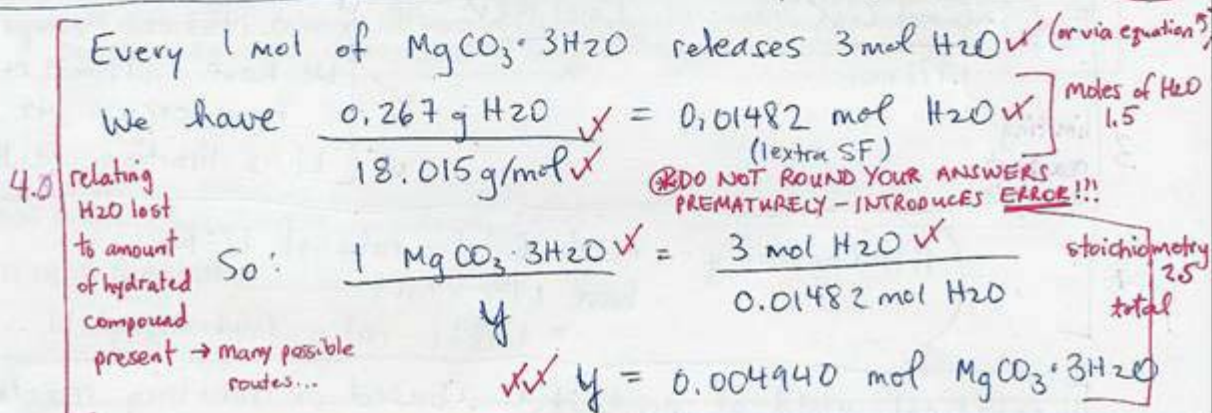 Every 1 mol of MgCO3·3H2O releases 3 mol H2O ✓ (or via equation)
We have 0.267 g H2O ✓ = 0,01482 mol H2O ✓
18.015 g/mol ✓
(1 extra SF)
moles of H2O
1.5
⊛ DO NOT ROUND YOUR ANSWERS
PREMATURELY – INTRODUCES ERROR!!!
4.0
relating
H2O lost
to amount
of hydrated
compound
present → many possible
routes...
So: 1 MgCO3·3H2O ✓ = 3 mol H2O ✓
y 0.01482 mol H2O
stoichiometry
2.5
total
✓✓ y = 0.004940 mol MgCO3·3H2O